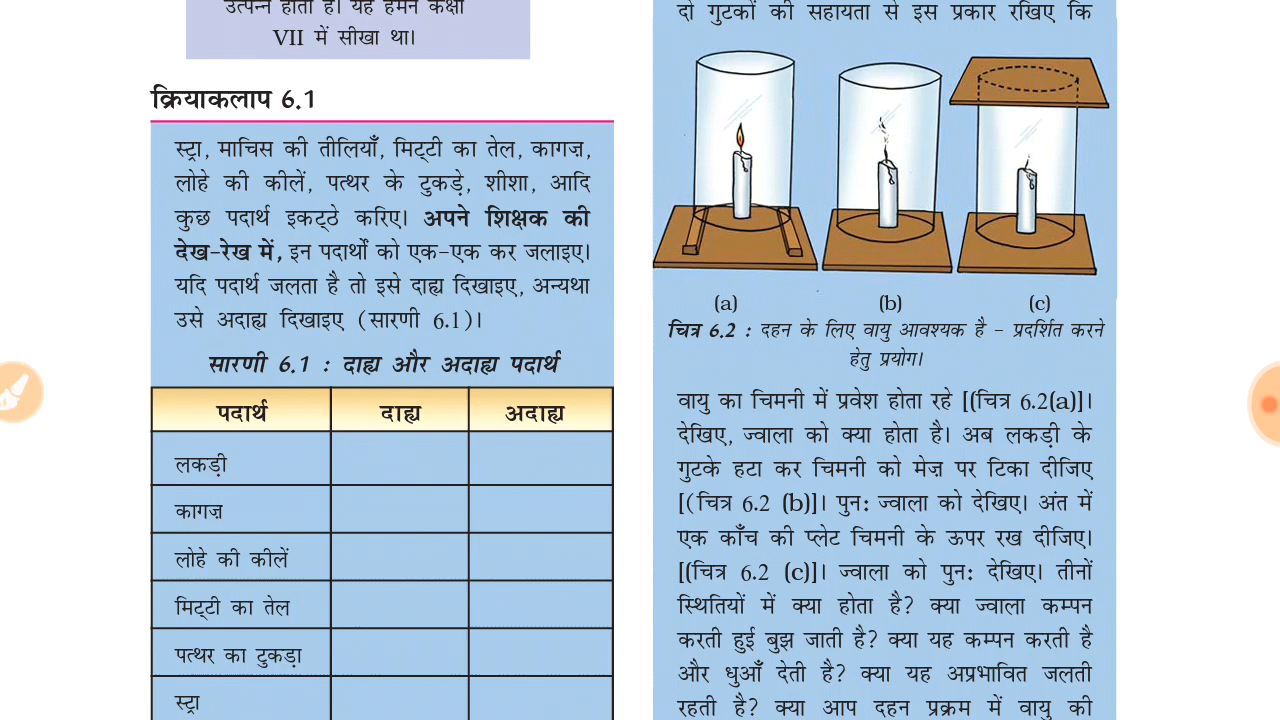 उत्पन्न होती है। यह हमने कक्षा
VII में सीखा था।
क्रियाकलाप 6.1
स्ट्रा, माचिस की तीलियाँ, मिट्टी का तेल, कागज़,
लोहे की कीलें, पत्थर के टुकड़े, शीशा, आदि
कुछ पदार्थ इकट्ठे करिए। अपने शिक्षक की
देख-रेख में, इन पदार्थों को एक-एक कर जलाइए।
यदि पदार्थ जलता है तो इसे दाह्य दिखाइए, अन्यथा
उसे अदाह्य दिखाइए (सारणी 6.1)।
सारणी 6.1 : दाह्य और अदाह्य पदार्थ
पदार्थ दाह्य अदाह्य
लकड़ी
कागज़
लोहे की कीलें
मिट्टी का तेल
पत्थर का टुकड़ा
स्ट्रा
दो गुटकों की सहायता से इस प्रकार रखिए कि
(a) (b) (c)
चित्र 6.2 : दहन के लिए वायु आवश्यक है – प्रदर्शित करने
हेतु प्रयोग।
वायु का चिमनी में प्रवेश होता रहे [(चित्र 6.2(a)]।
देखिए, ज्वाला को क्या होता है। अब लकड़ी के
गुटके हटा कर चिमनी को मेज़ पर टिका दीजिए
[(चित्र 6.2 (b)]। पुन: ज्वाला को देखिए। अंत में
एक काँच की प्लेट चिमनी के ऊपर रख दीजिए।
[(चित्र 6.2 (c)]। ज्वाला को पुन: देखिए। तीनों
स्थितियों में क्या होता है? क्या ज्वाला कम्पन
करती हुई बुझ जाती है? क्या यह कम्पन करती है
और धुआँ देती है? क्या यह अप्रभावित जलती
रहती है? क्या आप दहन प्रक्रम में वायु की